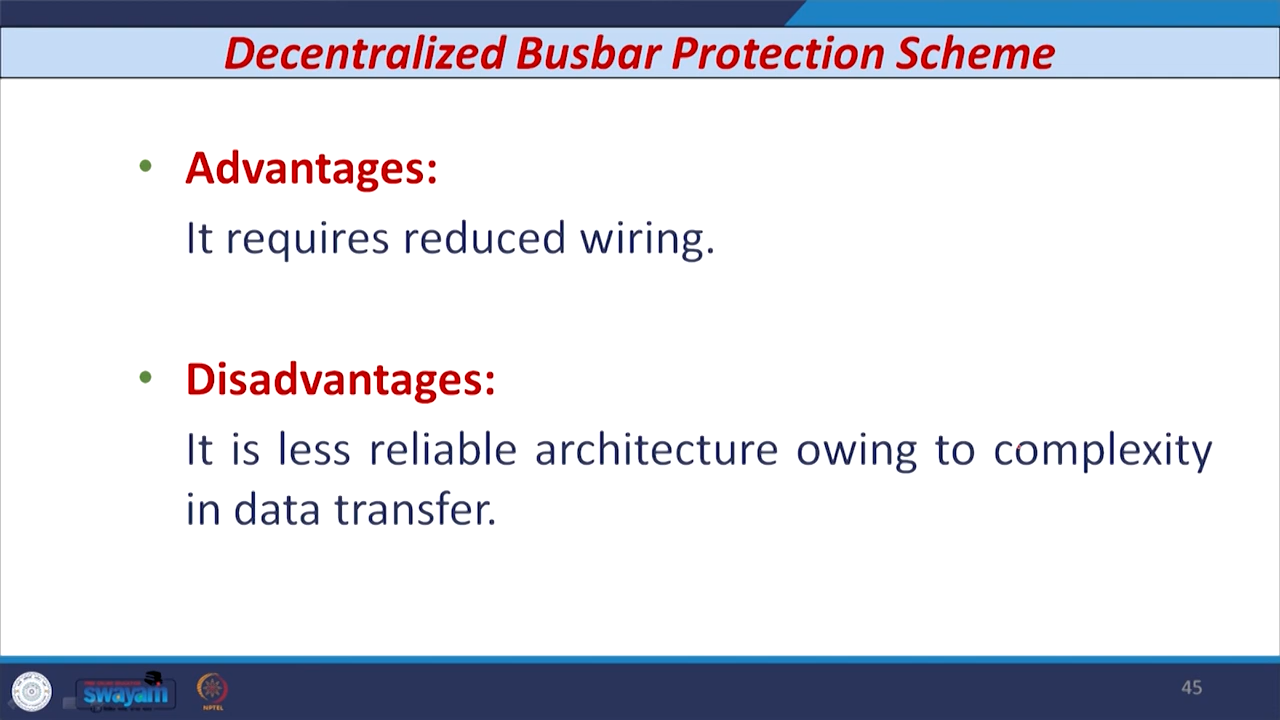 Decentralized Busbar Protection Scheme
• Advantages:
It requires reduced wiring.
• Disadvantages:
It is less reliable architecture owing to complexity
in data transfer.
swayam
NPTEL
45